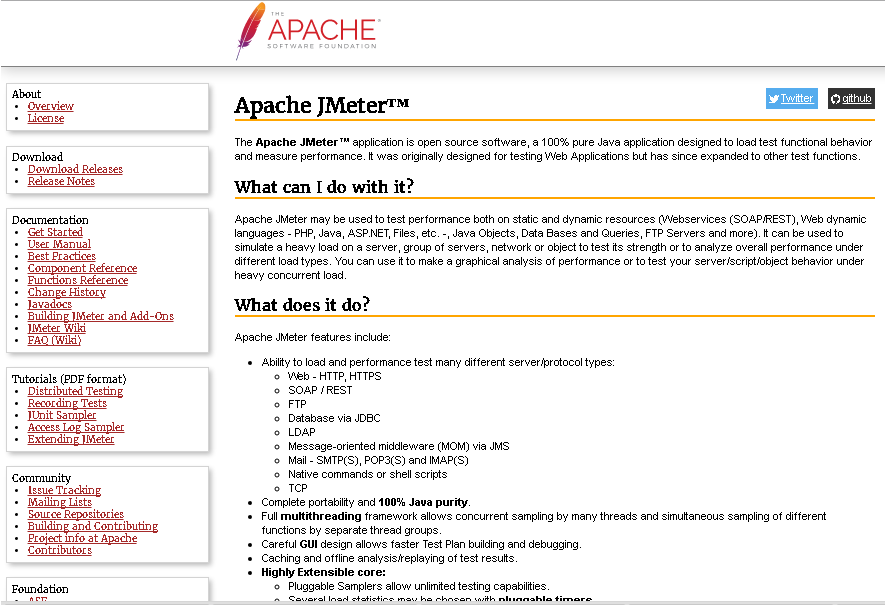 THE
APACHE®
SOFTWARE FOUNDATION
About
Overview
License
Download
Download Releases
Release Notes
Documentation
Get Started
User Manual
Best Practices
Component Reference
Functions Reference
Change History
Javadocs
Building JMeter and Add-Ons
JMeter Wiki
FAQ (Wiki)
Tutorials (PDF format)
Distributed Testing
Recording Tests
JUnit Sampler
Access Log Sampler
Extending JMeter
Community
Issue Tracking
Mailing Lists
Source Repositories
Building and Contributing
Project info at Apache
Contributors
Foundation
ASF
Twitter
github
Apache JMeter™
The Apache JMeter™ application is open source software, a 100% pure Java application designed to load test functional behavior
and measure performance. It was originally designed for testing Web Applications but has since expanded to other test functions.
What can I do with it?
Apache JMeter may be used to test performance both on static and dynamic resources (Webservices (SOAP/REST), Web dynamic
languages - PHP, Java, ASP.NET, Files, etc. -, Java Objects, Data Bases and Queries, FTP Servers and more). It can be used to
simulate a heavy load on a server, group of servers, network or object to test its strength or to analyze overall performance under
different load types. You can use it to make a graphical analysis of performance or to test your server/script/object behavior under
heavy concurrent load.
What does it do?
Apache JMeter features include:
Ability to load and performance test many different server/protocol types:
Web - HTTP, HTTPS
SOAP / REST
FTP
Database via JDBC
LDAP
Message-oriented middleware (MOM) via JMS
Mail - SMTP(S), POP3(S) and IMAP(S)
Native commands or shell scripts
TCP
Complete portability and 100% Java purity.
Full multithreading framework allows concurrent sampling by many threads and simultaneous sampling of different
functions by separate thread groups.
Careful GUI design allows faster Test Plan building and debugging.
Caching and offline analysis/replaying of test results.
Highly Extensible core:
Pluggable Samplers allow unlimited testing capabilities.
Several load statistics may be chosen with pluggable timers